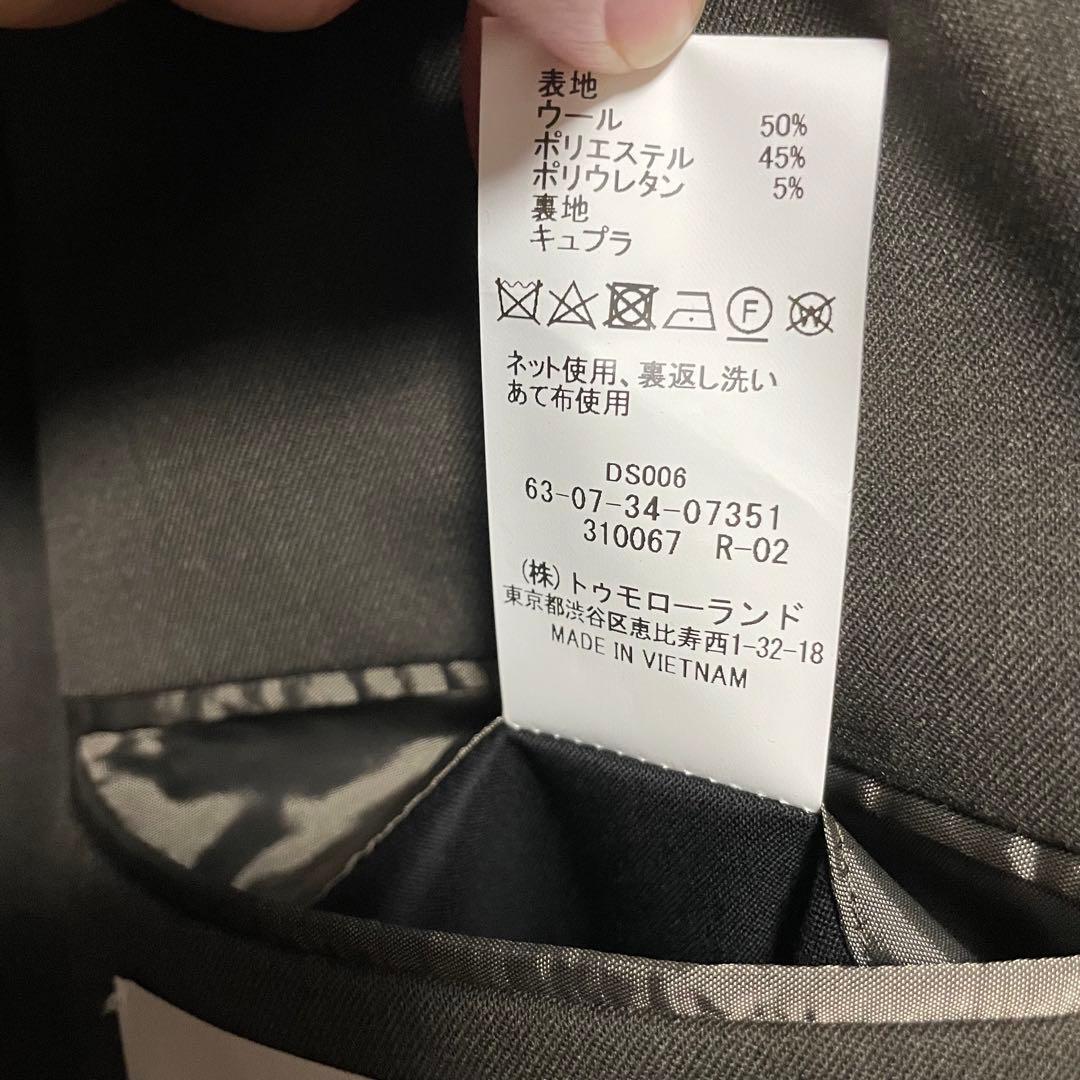 表地
ウール 50%
ポリエステル 45%
ポリウレタン 5%
裏地
キュプラ
F W
ネット使用、裏返し洗い
あて布使用
DS006
63-07-34-07351
310067 R-02
(株)トゥモローランド
東京都渋谷区恵比寿西1-32-18
MADE IN VIETNAM